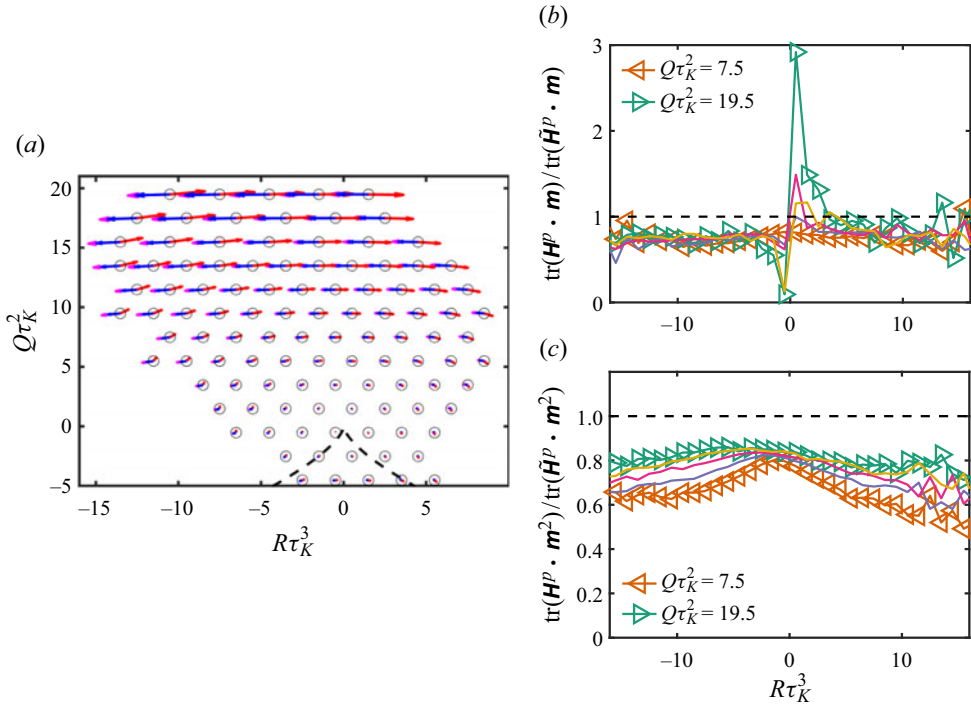 (a)
20
15
10
5
0
–5
–15
–10
–5
0
5
Qτ_K^2
Rτ_K^3
(b)
3
2
1
0
–10
0
10
tr(H^p · m)/tr(H̃^p · m)
Qτ_K^2 = 7.5
Qτ_K^2 = 19.5
(c)
1.0
0.8
0.6
0.4
0.2
0
–10
0
10
tr(H^p · m^2)/tr(H̃^p · m^2)
Qτ_K^2 = 7.5
Qτ_K^2 = 19.5
Rτ_K^3